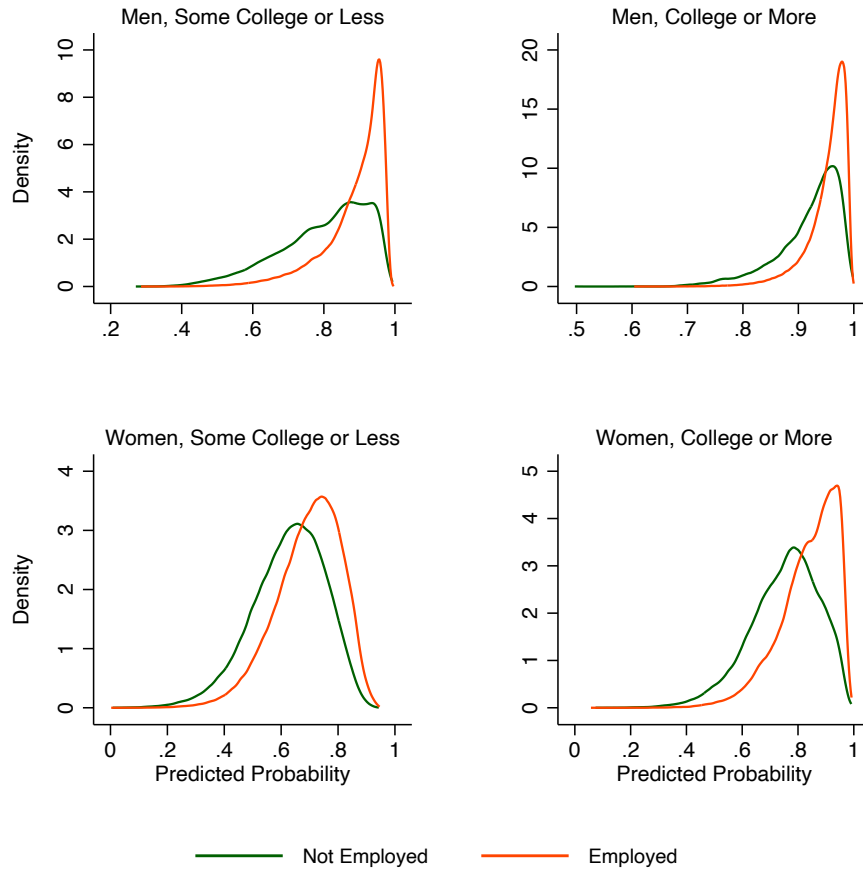 Men, Some College or Less
Density
10
8
6
4
2
0
.2 .4 .6 .8 1
Men, College or More
20
15
10
5
0
.5 .6 .7 .8 .9 1
Women, Some College or Less
Density
4
3
2
1
0
0 .2 .4 .6 .8 1
Predicted Probability
Women, College or More
5
4
3
2
1
0
0 .2 .4 .6 .8 1
Predicted Probability
Not Employed Employed